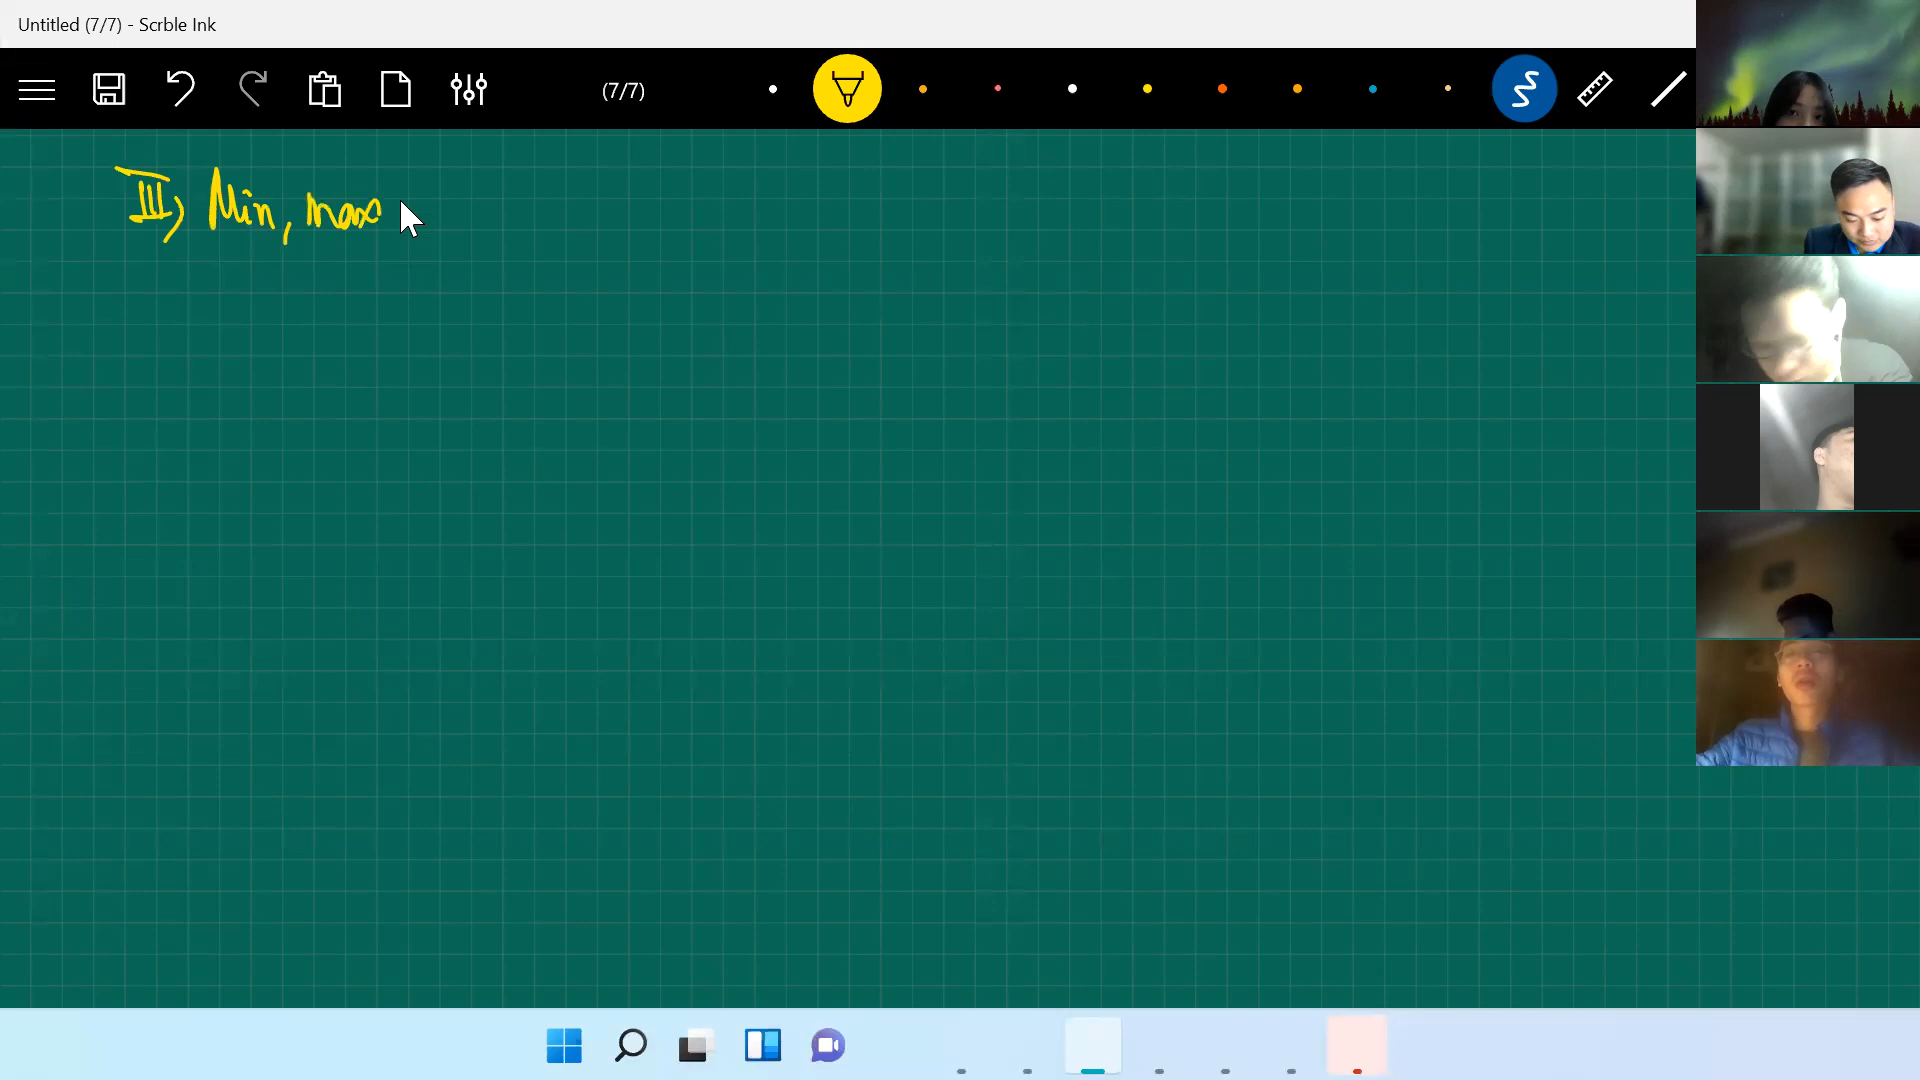 Untitled (7/7) - Scrble Ink
(7/7)
III) Min, max